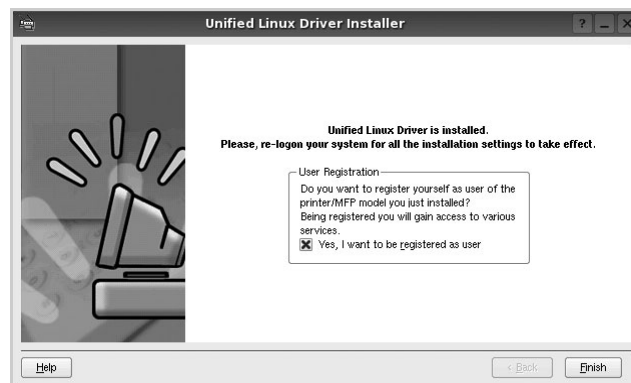 Unified Linux Driver Installer
Unified Linux Driver is installed.
Please, re-logon your system for all the installation settings to take effect.
User Registration
Do you want to register yourself as user of the
printer/MFP model you just installed?
Being registered you will gain access to various
services.
Yes, I want to be registered as user
Help
< Back
Finish